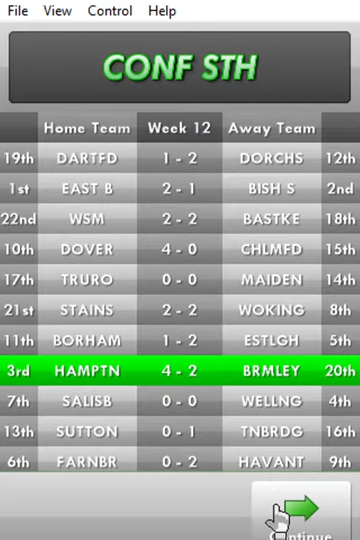 File View Control Help
CONF STH
Home Team Week 12 Away Team
19th DARTFD 1 - 2 DORCHS 12th
1st EAST B 2 - 1 BISH S 2nd
22nd WSM 2 - 2 BASTKE 18th
10th DOVER 4 - 0 CHLMFD 15th
17th TRURO 0 - 0 MAIDEN 14th
21st STAINS 2 - 2 WOKING 8th
11th BORHAM 1 - 2 ESTLGH 5th
3rd HAMPTN 4 - 2 BRMLEY 20th
7th SALISB 0 - 0 WELLNG 4th
13th SUTTON 0 - 1 TNBRDG 16th
6th FARNBR 0 - 2 HAVANT 9th
Continue